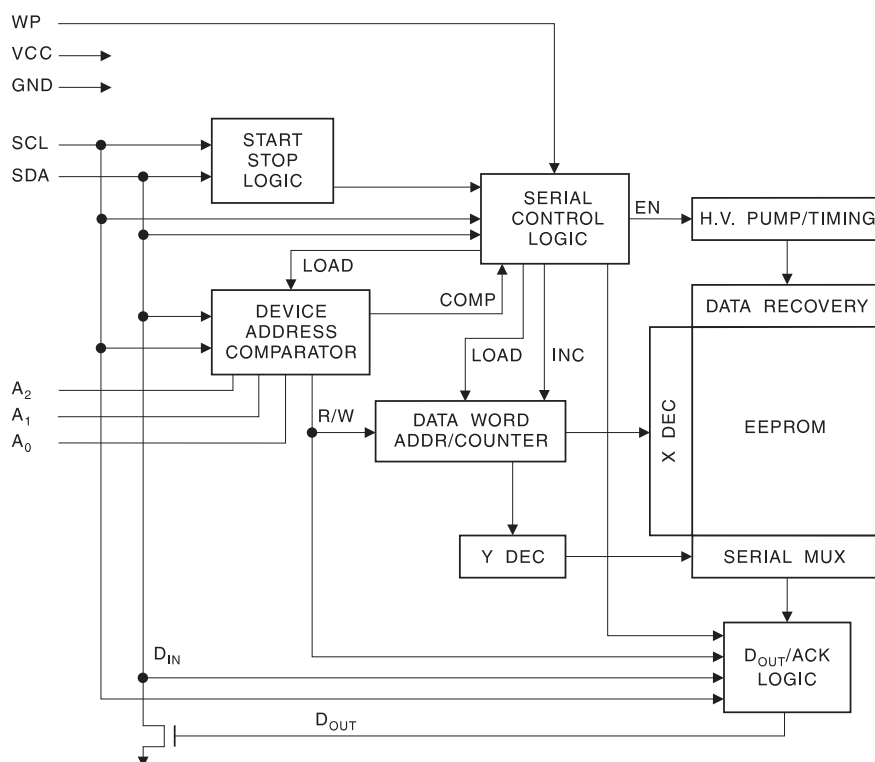 WP
VCC
GND
SCL
SDA
START
STOP
LOGIC
SERIAL
CONTROL
LOGIC
EN
H.V. PUMP/TIMING
LOAD
COMP
DEVICE
ADDRESS
COMPARATOR
DATA RECOVERY
LOAD
INC
A2
A1
A0
R/W
DATA WORD
ADDR/COUNTER
X DEC
EEPROM
Y DEC
SERIAL MUX
DIN
DOUT/ACK
LOGIC
DOUT